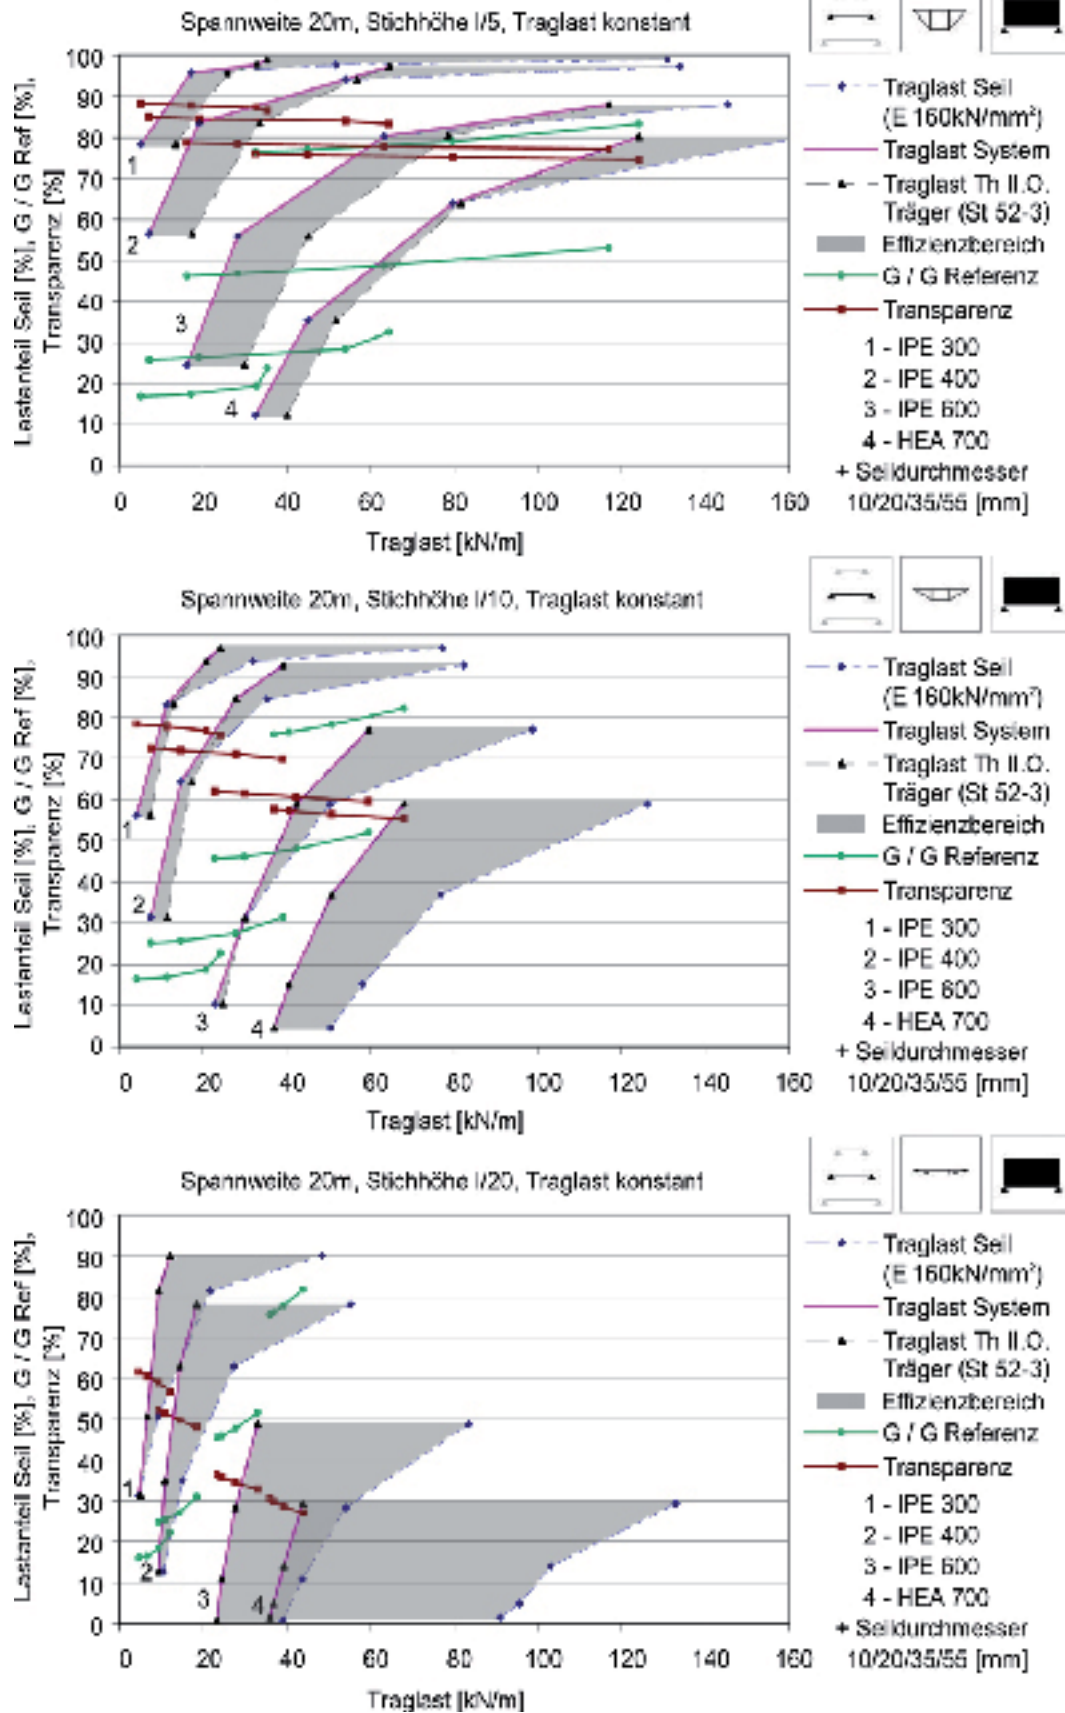 Spannweite 20m, Stichhöhe l/5, Traglast konstant
Lastanteil Seil [%], G / G Ref [%],
Transparenz [%]
100
90
80
70
60
50
40
30
20
10
0
1
2
3
4
0 20 40 60 80 100 120 140 160
Traglast [kN/m]
Traglast Seil
(E 160kN/mm²)
Traglast System
Traglast Th II.O.
Träger (St 52-3)
Effizienzbereich
G / G Referenz
Transparenz
1 - IPE 300
2 - IPE 400
3 - IPE 600
4 - HEA 700
+ Seildurchmesser
10/20/35/55 [mm]
Spannweite 20m, Stichhöhe l/10, Traglast konstant
Lastanteil Seil [%], G / G Ref [%],
Transparenz [%]
100
90
80
70
60
50
40
30
20
10
0
1
2
3
4
0 20 40 60 80 100 120 140 160
Traglast [kN/m]
Traglast Seil
(E 160kN/mm²)
Traglast System
Traglast Th II.O.
Träger (St 52-3)
Effizienzbereich
G / G Referenz
Transparenz
1 - IPE 300
2 - IPE 400
3 - IPE 600
4 - HEA 700
+ Seildurchmesser
10/20/35/55 [mm]
Spannweite 20m, Stichhöhe l/20, Traglast konstant
Lastanteil Seil [%], G / G Ref [%],
Transparenz [%]
100
90
80
70
60
50
40
30
20
10
0
1
2
3
4
0 20 40 60 80 100 120 140 160
Traglast [kN/m]
Traglast Seil
(E 160kN/mm²)
Traglast System
Traglast Th II.O.
Träger (St 52-3)
Effizienzbereich
G / G Referenz
Transparenz
1 - IPE 300
2 - IPE 400
3 - IPE 600
4 - HEA 700
+ Seildurchmesser
10/20/35/55 [mm]